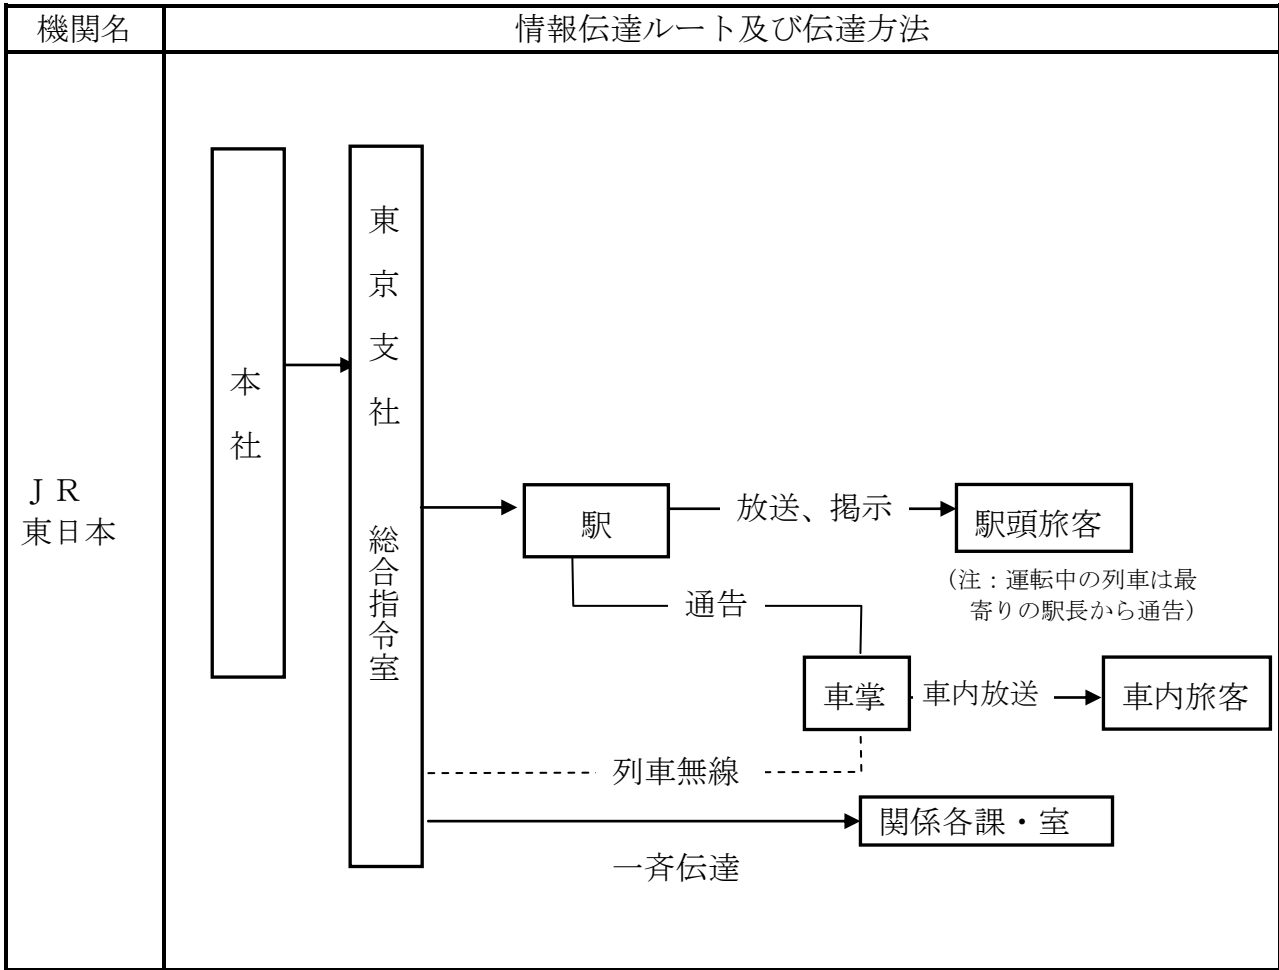 機関名
情報伝達ルート及び伝達方法
ＪＲ
東日本
本社
東京支社 総合指令室
駅
放送、掲示
駅頭旅客
（注：運転中の列車は最
寄りの駅長から通告）
通告
車掌
車内放送
車内旅客
列車無線
関係各課・室
一斉伝達